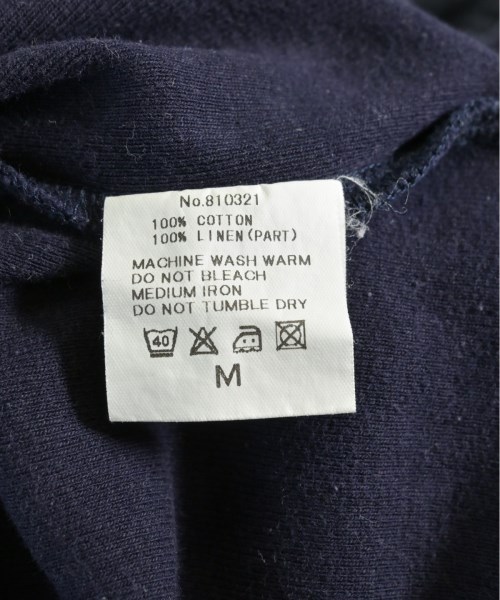 No.810321
100% COTTON
100% LINEN(PART)
MACHINE WASH WARM
DO NOT BLEACH
MEDIUM IRON
DO NOT TUMBLE DRY
40
M